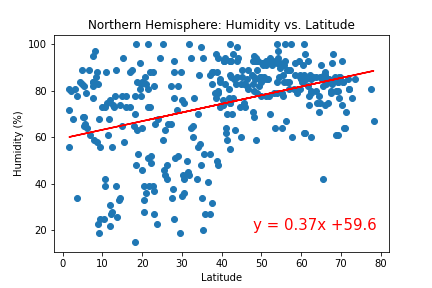 Northern Hemisphere: Humidity vs. Latitude
100
80
60
40
20
Humidity (%)
y = 0.37x +59.6
0 10 20 30 40 50 60 70 80
Latitude